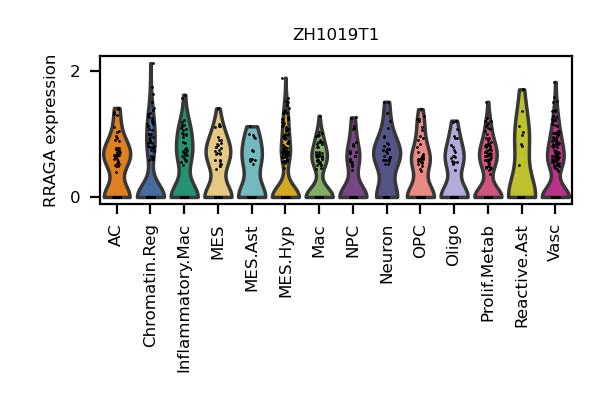 ZH1019T1
RRAGA expression
2
0
AC
Chromatin.Reg
Inflammatory.Mac
MES
MES.Ast
MES.Hyp
Mac
NPC
Neuron
OPC
Oligo
Prolif.Metab
Reactive.Ast
Vasc